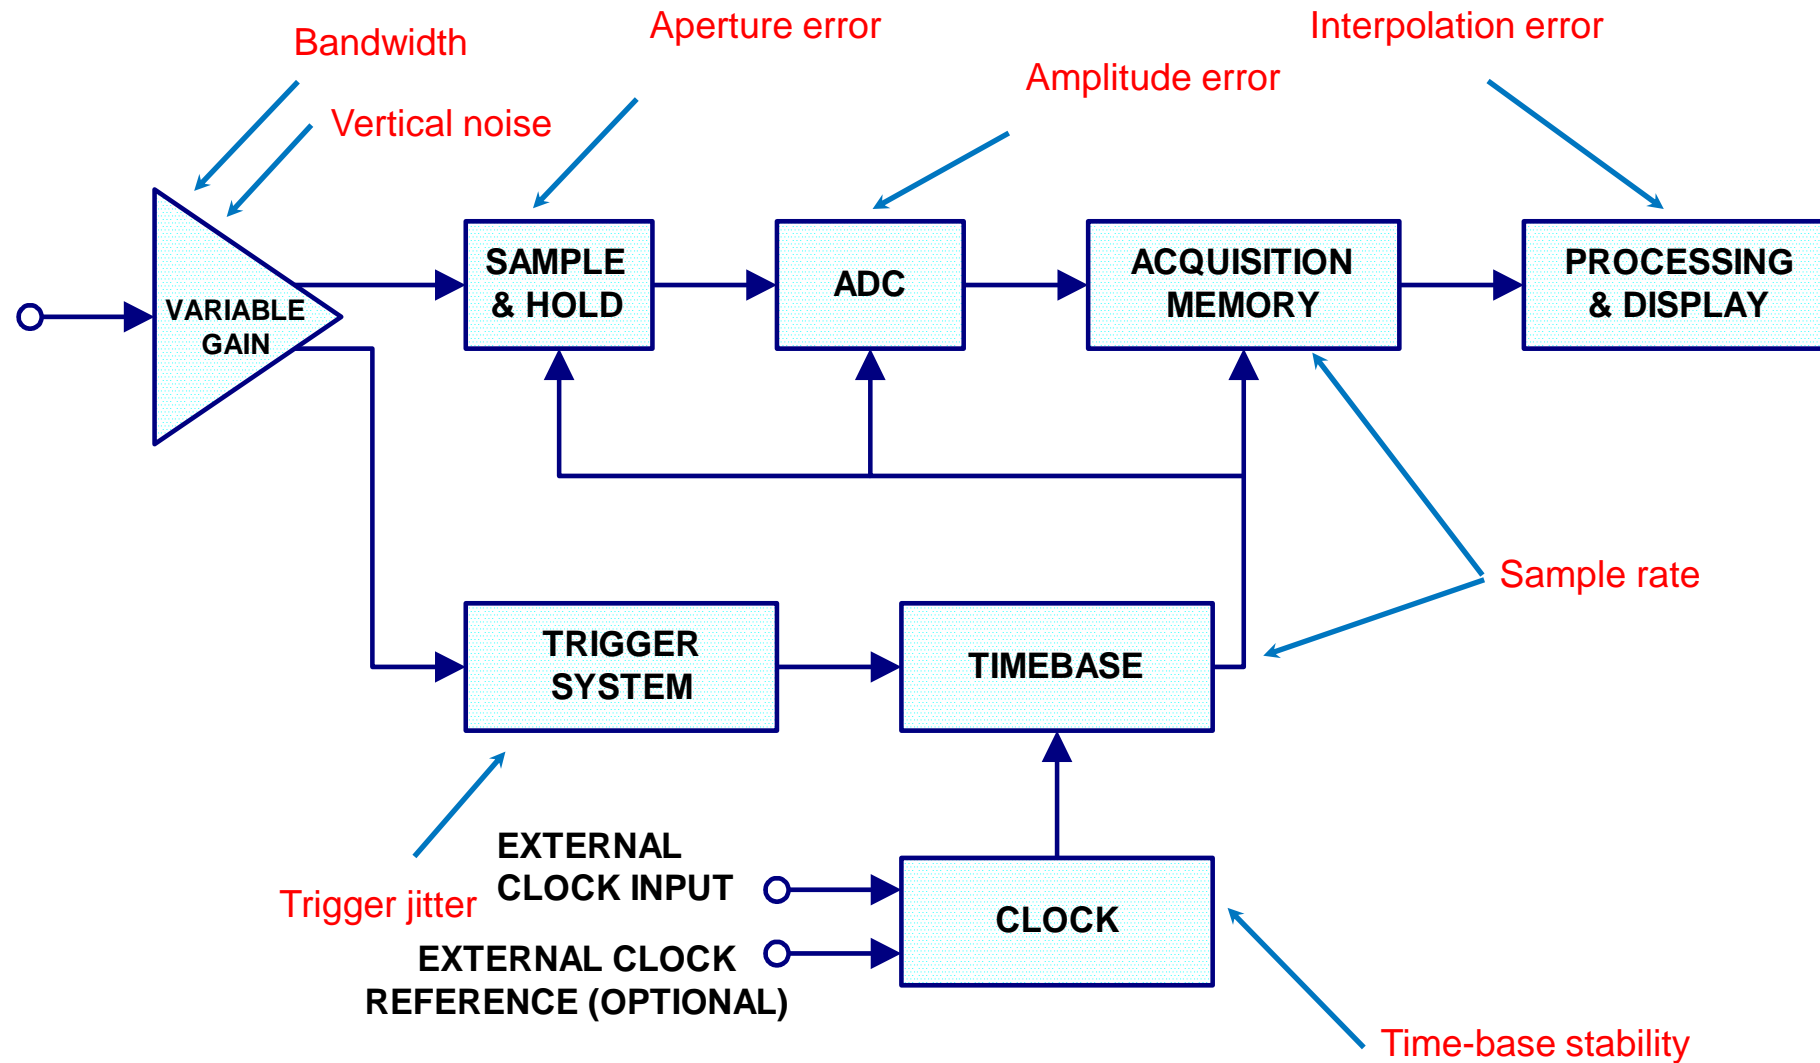 Bandwidth
Aperture error
Interpolation error
Amplitude error
Vertical noise
VARIABLE
GAIN
SAMPLE
& HOLD
ADC
ACQUISITION
MEMORY
PROCESSING
& DISPLAY
Sample rate
TRIGGER
SYSTEM
TIMEBASE
Trigger jitter
EXTERNAL
CLOCK INPUT
EXTERNAL CLOCK
REFERENCE (OPTIONAL)
CLOCK
Time-base stability